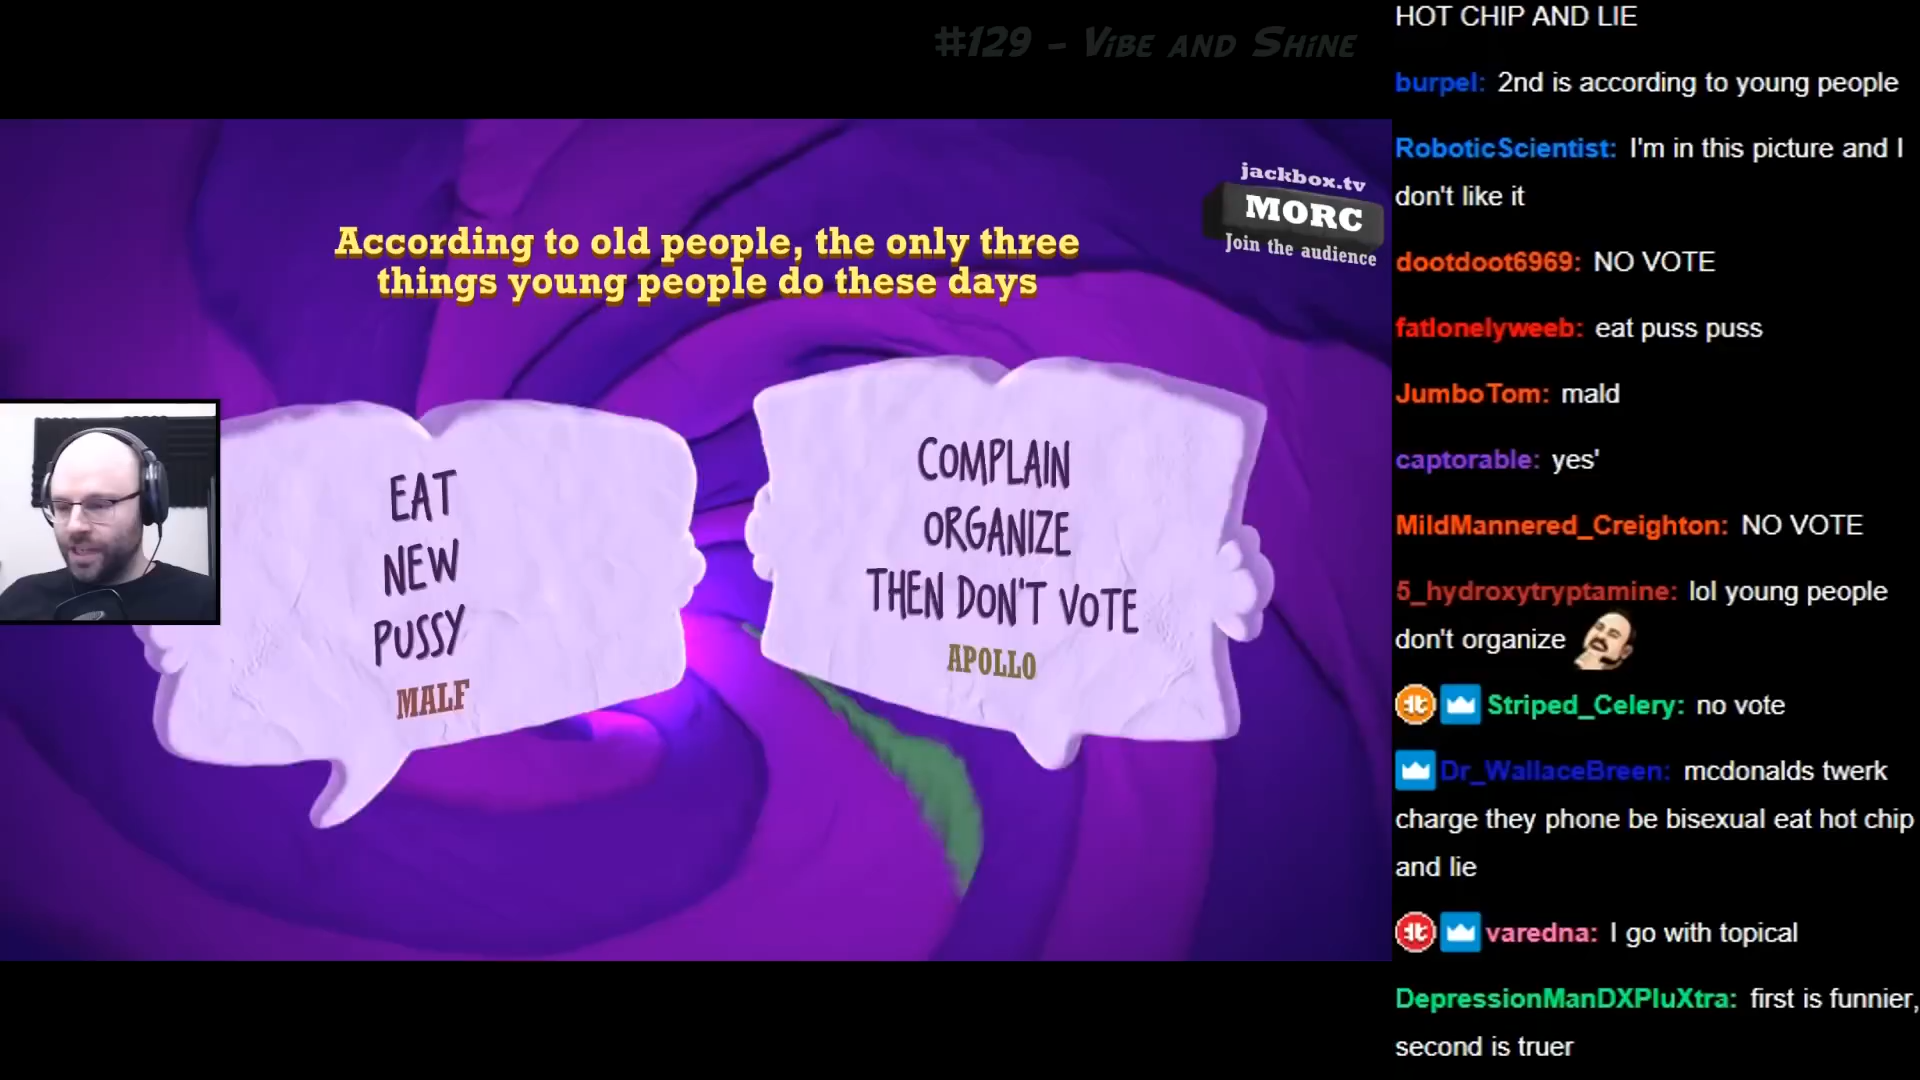 #129 - Vibe and Shine
jackbox.tv
MORC
Join the audience
According to old people, the only three
things young people do these days
EAT
NEW
PUSSY
MALF
COMPLAIN
ORGANIZE
THEN DON'T VOTE
APOLLO
HOT CHIP AND LIE
burpel: 2nd is according to young people
RoboticScientist: I'm in this picture and I
don't like it
dootdoot6969: NO VOTE
fatlonelyweeb: eat puss puss
JumboTom: mald
captorable: yes'
MildMannered_Creighton: NO VOTE
5_hydroxytryptamine: lol young people
don't organize
Striped_Celery: no vote
Dr_WallaceBreen: mcdonalds twerk
charge they phone be bisexual eat hot chip
and lie
varedna: I go with topical
DepressionManDXPluXtra: first is funnier,
second is truer